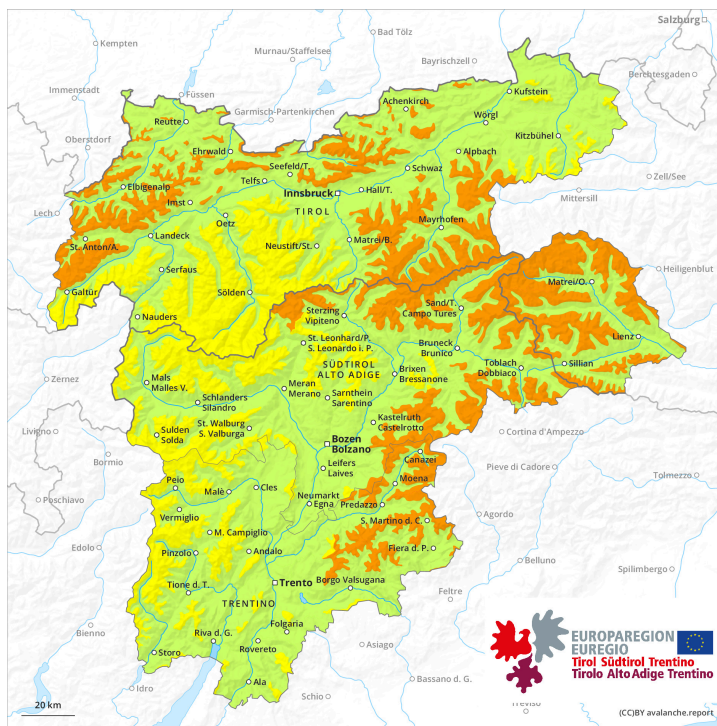 Salzburg
Bad Tölz
Kempten
Murnau/Staffelsee
Bayrischzell
Berchtesgaden
Immenstadt
Füssen
Achenkirch
Kufstein
Garmisch-Partenkirchen
Reutte
Wörgl
Oberstdorf
Ehrwald
Kitzbühel
Seefeld/T.
Alpbach
Schwaz
Zell/See
Elbigenalp
Telfs
Innsbruck
Hall/T.
Mittersill
Lech
Imst
TIROL
Mayrhofen
Oetz
St. Anton/A.
Landeck
Neustift/St.
Matrei/B.
Heiligenblut
Serfaus
Matrei/O.
Galtür
Sölden
Nauders
Sterzing
Vipiteno
Sand/T.
Campo Tures
Lienz
St. Leonhard/P.
S. Leonardo i. P.
Bruneck
Brunico
Toblach
Dobbiaco
Sillian
SÜDTIROL
ALTO ADIGE
Brixen
Bressanone
Zernez
Mals
Malles V.
Meran
Merano
Schlanders
Silandro
Sarnthein
Sarentino
Livigno
St. Walburg
S. Valburga
Kastelruth
Castelrotto
Cortina d'Ampezzo
Sulden
Solda
Bozen
Bolzano
Canazei
Bormio
Pieve di Cadore
Leifers
Laives
Tolmezzo
Poschiavo
Peio
Malè
Cles
Neumarkt
Egna
Moena
Predazzo
Vermiglio
Agordo
S. Martino d. C.
M. Campiglio
Edolo
Pinzolo
Andalo
Fiera d. P.
Belluno
Spilimbergo
Tione d. T.
Trento
Borgo Valsugana
Feltre
TRENTINO
Folgaria
Bienno
Riva d. G.
Rovereto
Asiago
Storo
Idro
Ala
Schio
Bassano d. G.
Treviso
EUROPAREGION
EUREGIO
Tirol Südtirol Trentino
Tirolo Alto Adige Trentino
20 km
(CC)BY avalanche.report